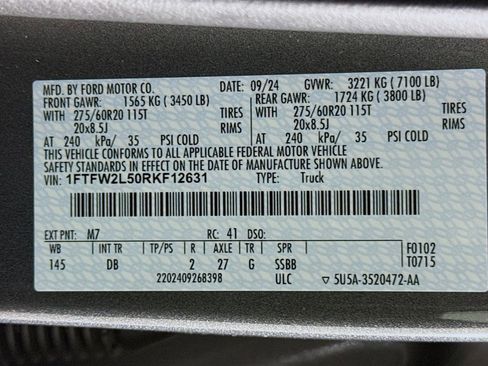 MFD. BY FORD MOTOR CO. DATE: 09/24 GVWR: 3221 KG ( 7100 LB)
FRONT GAWR: 1565 KG ( 3450 LB) REAR GAWR: 1724 KG ( 3800 LB)
WITH 275/60R20 115T TIRES WITH 275/60R20 115T TIRES
20x8.5J RIMS 20x8.5J RIMS
AT 240 kPa/ 35 PSI COLD AT 240 kPa/ 35 PSI COLD
THIS VEHICLE CONFORMS TO ALL APPLICABLE FEDERAL MOTOR VEHICLE
SAFETY STANDARDS IN EFFECT ON THE DATE OF MANUFACTURE SHOWN ABOVE.
VIN: 1FTFW2L50RKF12631 TYPE: Truck
EXT PNT: M7 RC: 41 DSO:
WB INT TR TP/PS R AXLE TR SPR F0102
145 DB 2 27 G SSBB T0715
2202409268398 ULC ▽ 5U5A-3520472-AA